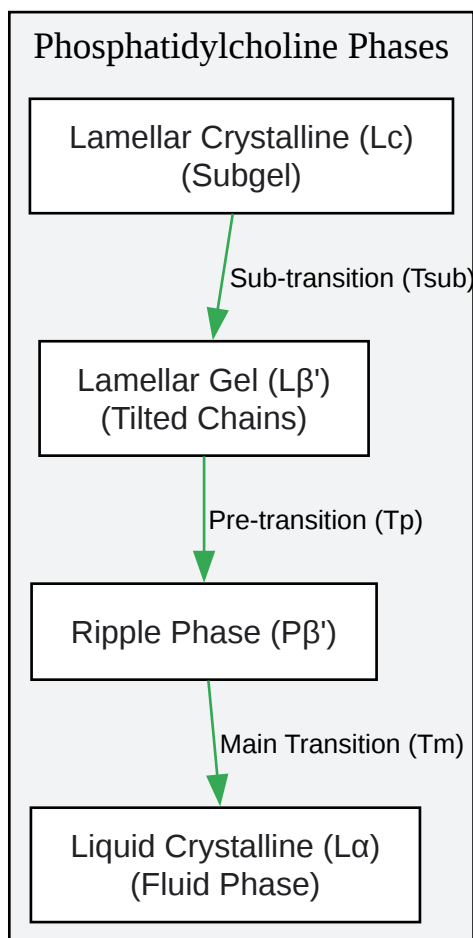 Phosphatidylcholine Phases
Lamellar Crystalline (Lc)
(Subgel)
Sub-transition (Tsub)
Lamellar Gel (Lβ')
(Tilted Chains)
Pre-transition (Tp)
Ripple Phase (Pβ')
Main Transition (Tm)
Liquid Crystalline (Lα)
(Fluid Phase)